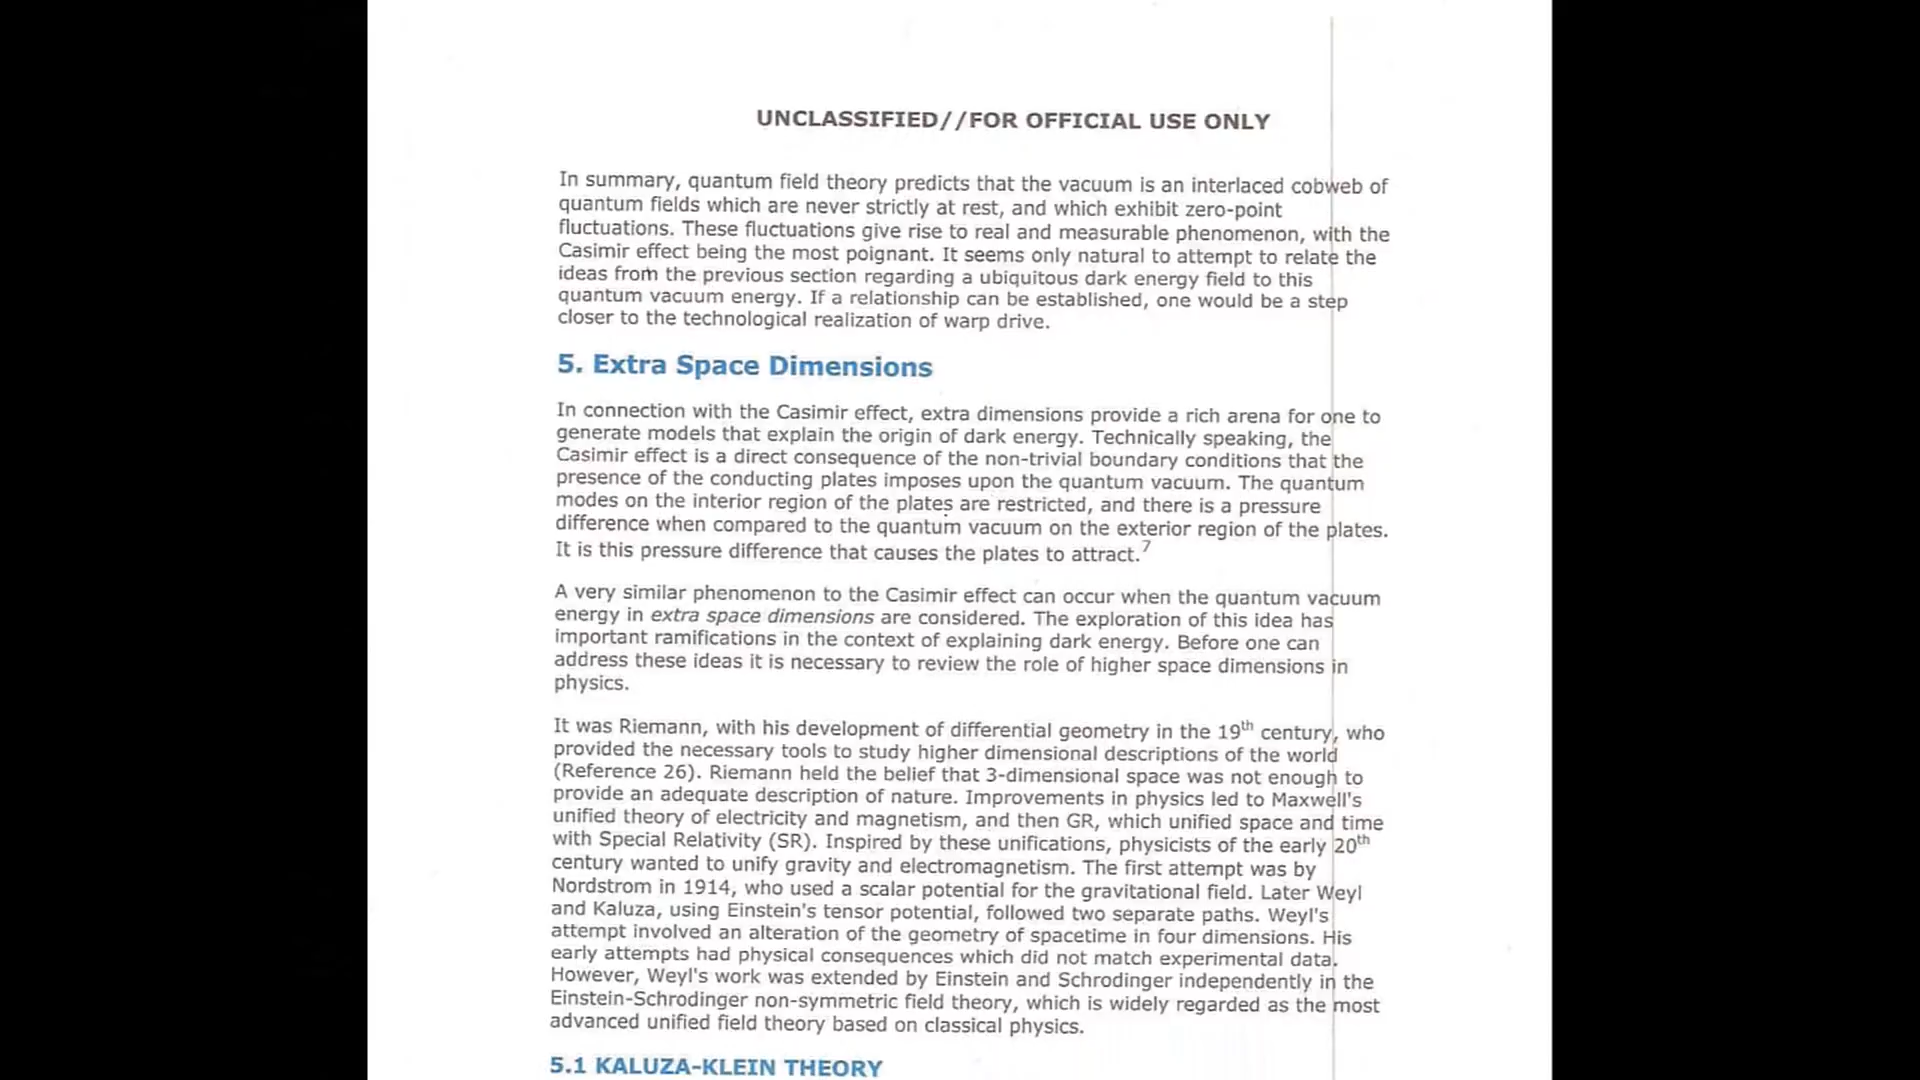 UNCLASSIFIED//FOR OFFICIAL USE ONLY
In summary, quantum field theory predicts that the vacuum is an interlaced cobweb of
quantum fields which are never strictly at rest, and which exhibit zero-point
fluctuations. These fluctuations give rise to real and measurable phenomenon, with the
Casimir effect being the most poignant. It seems only natural to attempt to relate the
ideas from the previous section regarding a ubiquitous dark energy field to this
quantum vacuum energy. If a relationship can be established, one would be a step
closer to the technological realization of warp drive.
5. Extra Space Dimensions
In connection with the Casimir effect, extra dimensions provide a rich arena for one to
generate models that explain the origin of dark energy. Technically speaking, the
Casimir effect is a direct consequence of the non-trivial boundary conditions that the
presence of the conducting plates imposes upon the quantum vacuum. The quantum
modes on the interior region of the plates are restricted, and there is a pressure
difference when compared to the quantum vacuum on the exterior region of the plates.
It is this pressure difference that causes the plates to attract.7
A very similar phenomenon to the Casimir effect can occur when the quantum vacuum
energy in extra space dimensions are considered. The exploration of this idea has
important ramifications in the context of explaining dark energy. Before one can
address these ideas it is necessary to review the role of higher space dimensions in
physics.
It was Riemann, with his development of differential geometry in the 19th century, who
provided the necessary tools to study higher dimensional descriptions of the world
(Reference 26). Riemann held the belief that 3-dimensional space was not enough to
provide an adequate description of nature. Improvements in physics led to Maxwell's
unified theory of electricity and magnetism, and then GR, which unified space and time
with Special Relativity (SR). Inspired by these unifications, physicists of the early 20th
century wanted to unify gravity and electromagnetism. The first attempt was by
Nordstrom in 1914, who used a scalar potential for the gravitational field. Later Weyl
and Kaluza, using Einstein's tensor potential, followed two separate paths. Weyl's
attempt involved an alteration of the geometry of spacetime in four dimensions. His
early attempts had physical consequences which did not match experimental data.
However, Weyl's work was extended by Einstein and Schrodinger independently in the
Einstein-Schrodinger non-symmetric field theory, which is widely regarded as the most
advanced unified field theory based on classical physics.
5.1 KALUZA-KLEIN THEORY